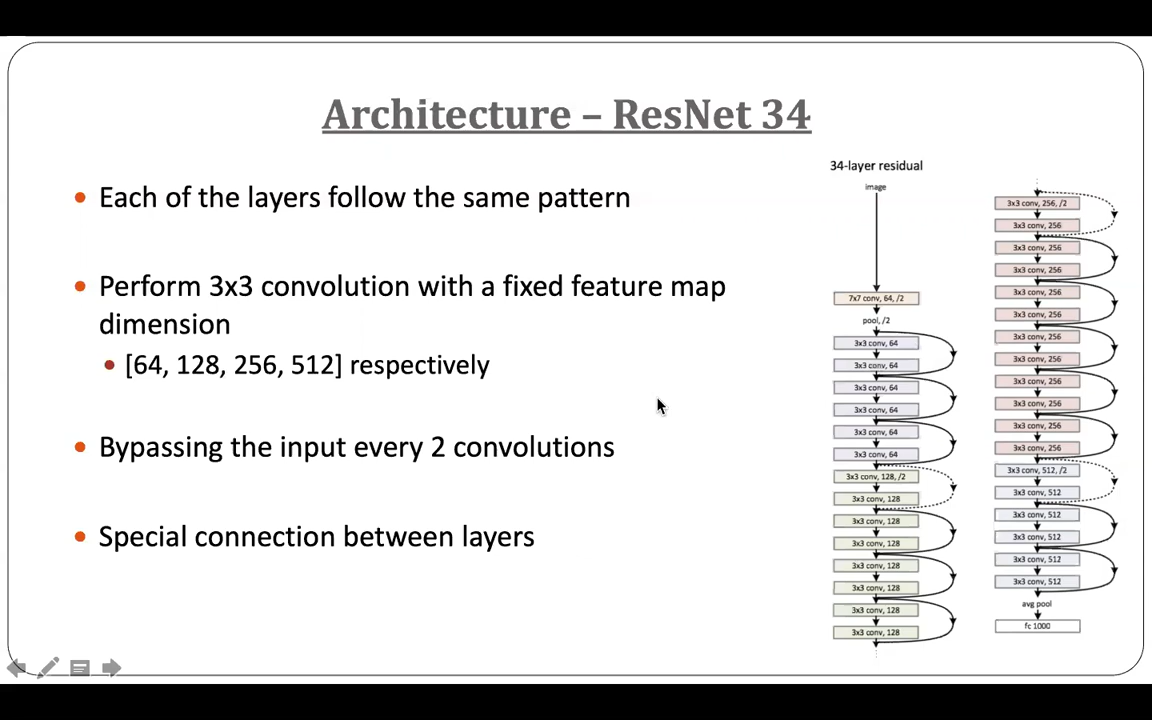 Architecture – ResNet 34
• Each of the layers follow the same pattern
• Perform 3x3 convolution with a fixed feature map
dimension
• [64, 128, 256, 512] respectively
• Bypassing the input every 2 convolutions
• Special connection between layers
34-layer residual
image
7x7 conv, 64, /2
pool, /2
3x3 conv, 64
3x3 conv, 64
3x3 conv, 64
3x3 conv, 64
3x3 conv, 64
3x3 conv, 64
3x3 conv, 128, /2
3x3 conv, 128
3x3 conv, 128
3x3 conv, 128
3x3 conv, 128
3x3 conv, 128
3x3 conv, 128
3x3 conv, 128
3x3 conv, 256, /2
3x3 conv, 256
3x3 conv, 256
3x3 conv, 256
3x3 conv, 256
3x3 conv, 256
3x3 conv, 256
3x3 conv, 256
3x3 conv, 256
3x3 conv, 256
3x3 conv, 256
3x3 conv, 256
3x3 conv, 512, /2
3x3 conv, 512
3x3 conv, 512
3x3 conv, 512
3x3 conv, 512
3x3 conv, 512
avg pool
fc 1000